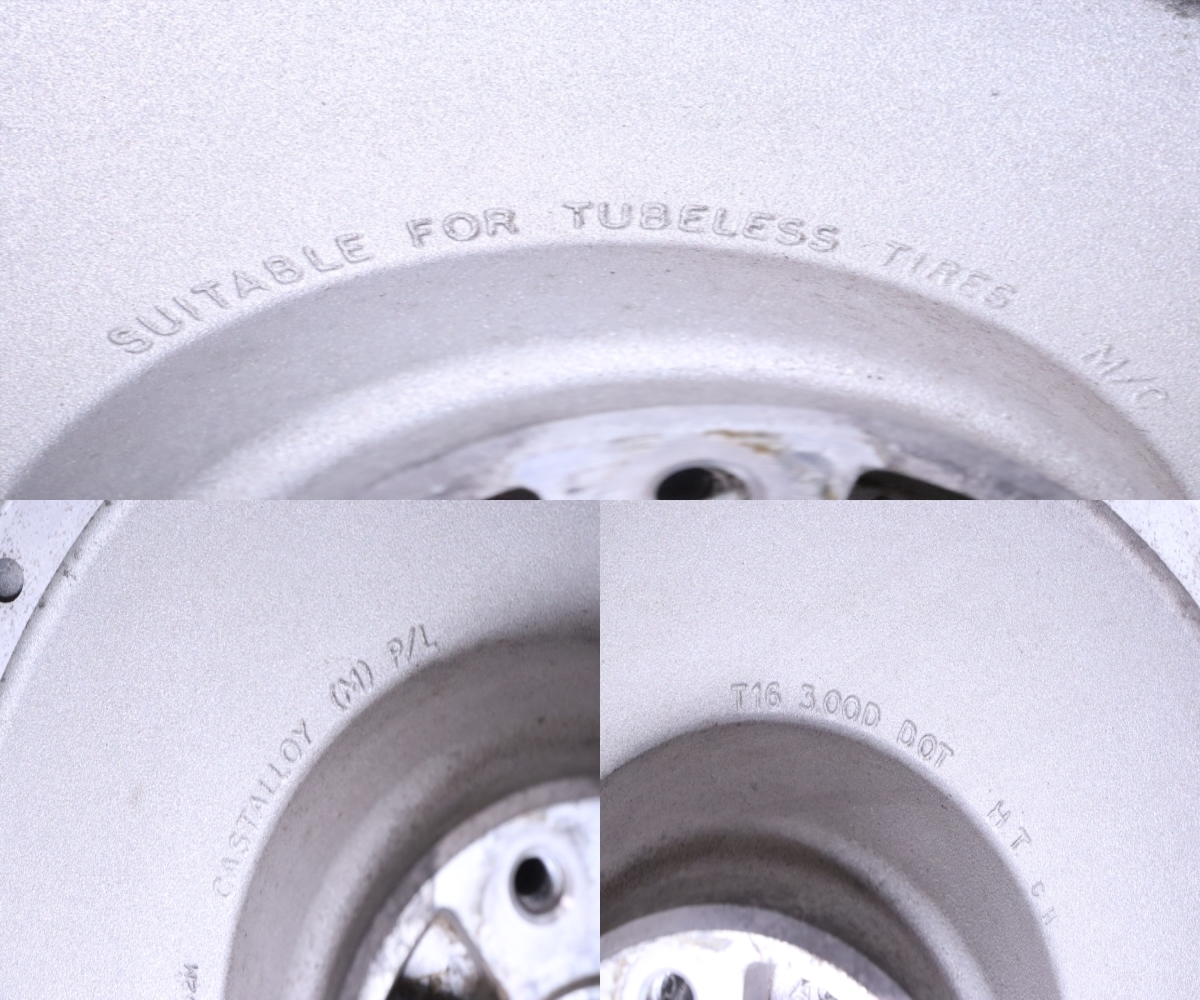 SUITABLE FOR TUBELESS TIRES M/C
CASTALLOY (M) P/L
T16 3.00D DOT